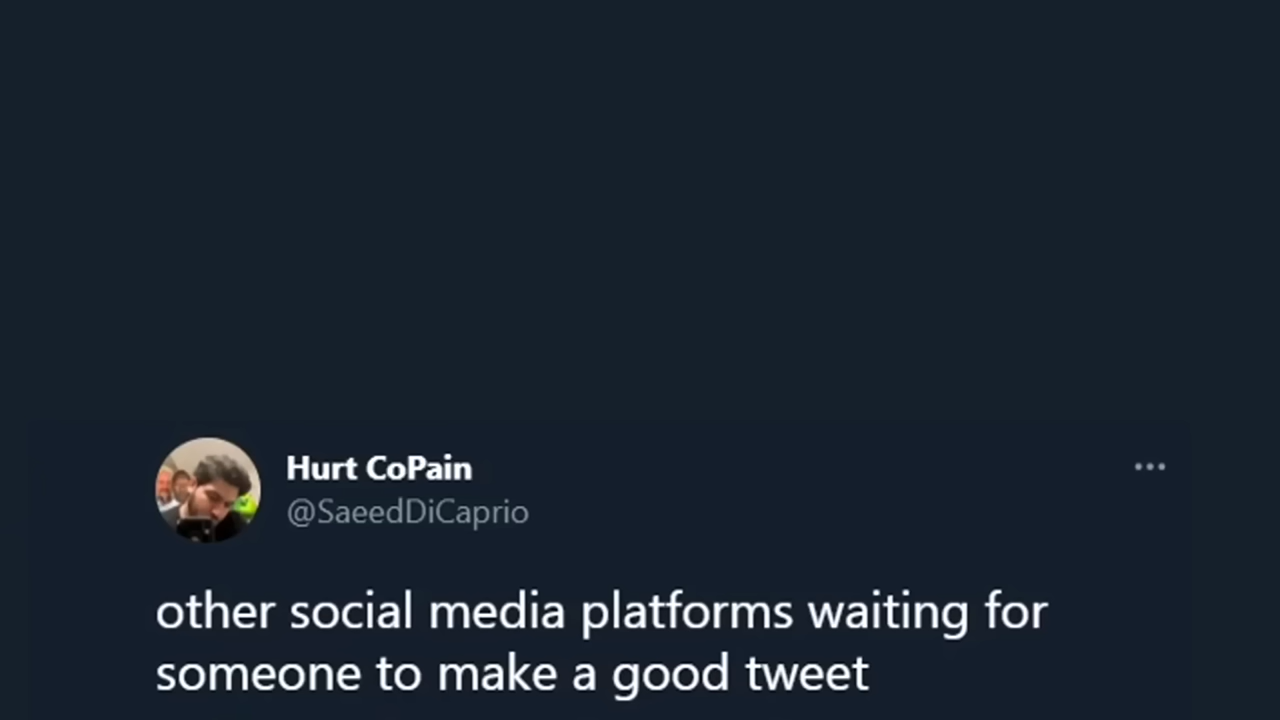 Hurt CoPain
@SaeedDiCaprio
other social media platforms waiting for
someone to make a good tweet